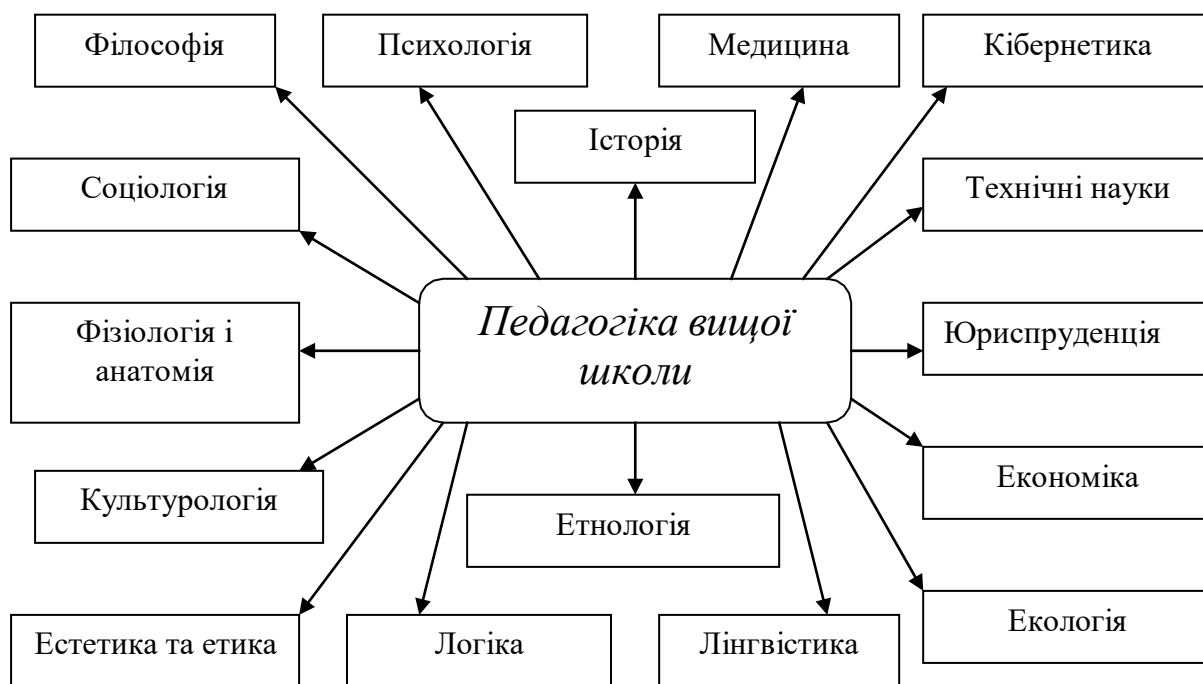 Філософія
Психологія
Медицина
Кібернетика
Історія
Соціологія
Технічні науки
Педагогіка вищої
школи
Фізіологія і
анатомія
Юриспруденція
Культурологія
Економіка
Етнологія
Естетика та етика
Логіка
Лінгвістика
Екологія